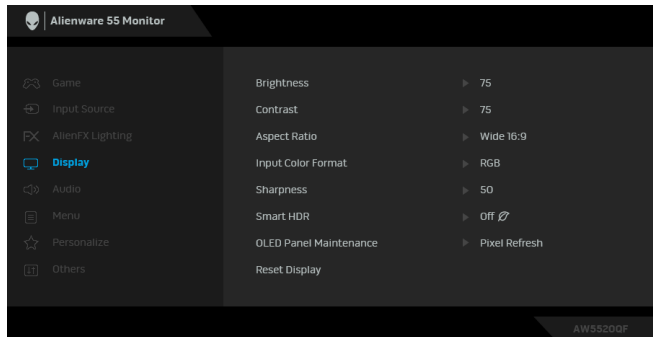 Alienware 55 Monitor
Game
Brightness 75
Input Source
Contrast 75
AlienFX Lighting
Aspect Ratio Wide 16:9
Display
Input Color Format RGB
Audio
Sharpness 50
Menu
Smart HDR Off
Personalize
OLED Panel Maintenance Pixel Refresh
Others
Reset Display
AW5520QF